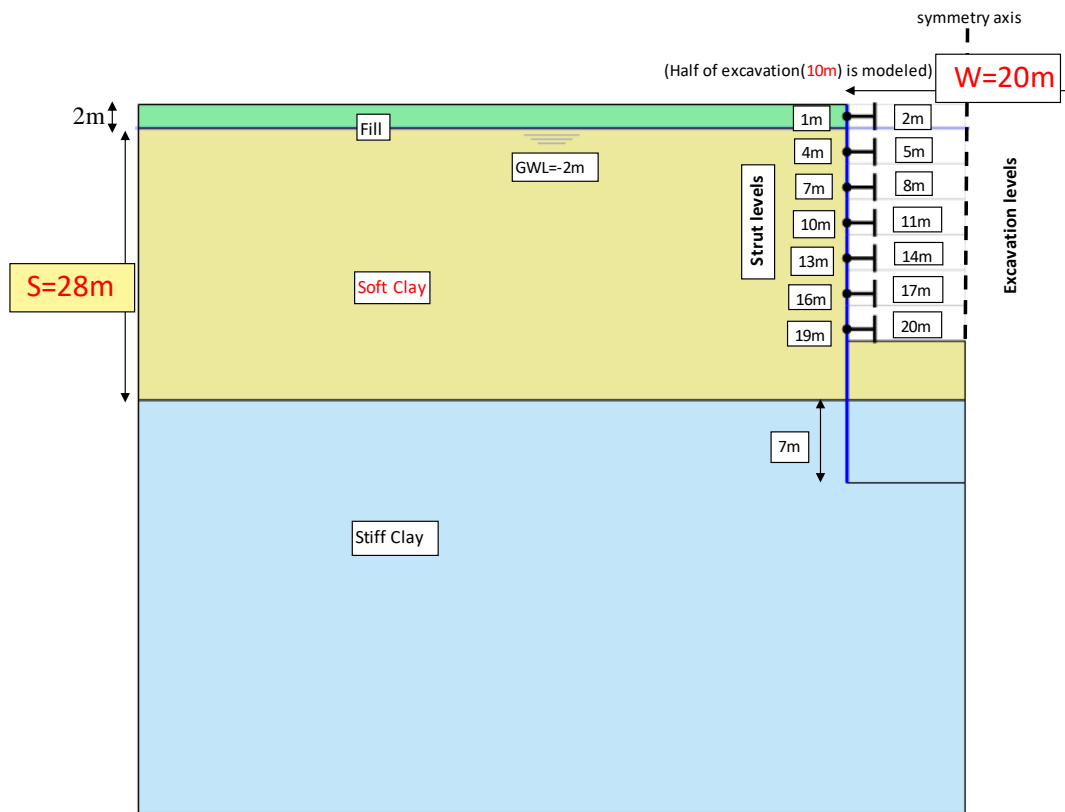 symmetry axis
(Half of excavation(10m) is modeled)
W=20m
2m
Fill
GWL=-2m
1m
2m
4m
5m
7m
8m
10m
11m
13m
14m
16m
17m
19m
20m
Strut levels
Excavation levels
S=28m
Soft Clay
7m
Stiff Clay